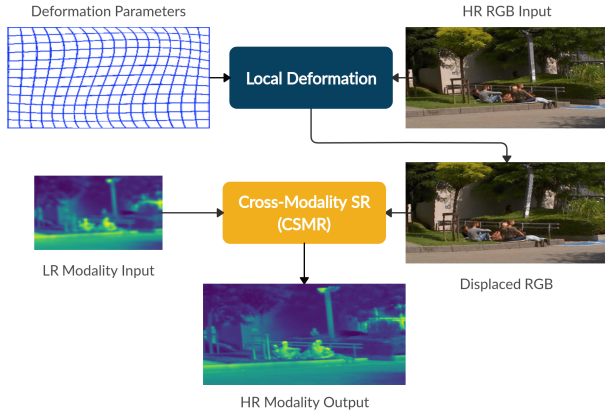 Deformation Parameters
HR RGB Input
Local Deformation
Cross-Modality SR
(CSMR)
LR Modality Input
Displaced RGB
HR Modality Output